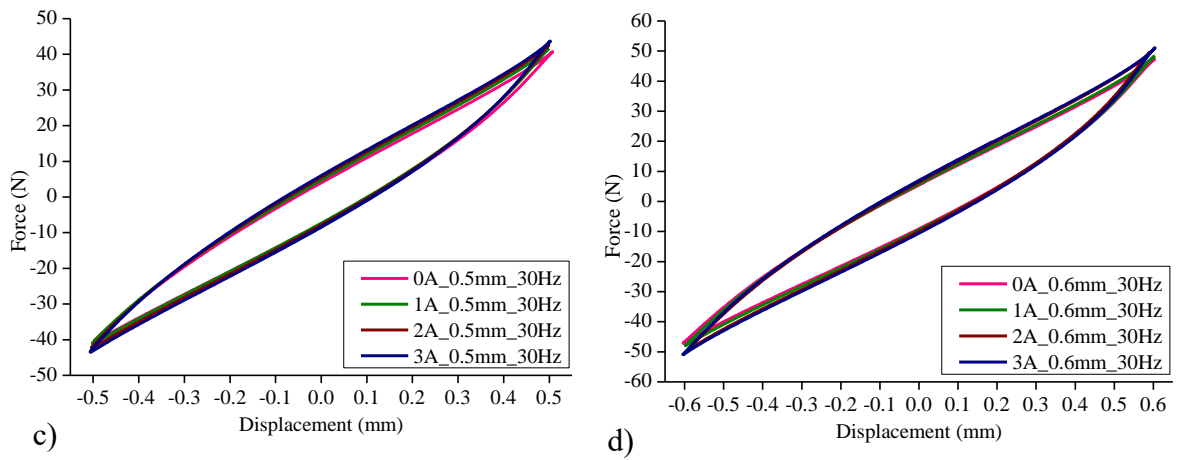 50
40
30
20
10
0
-10
-20
-30
-40
-50
Force (N)
0A_0.5mm_30Hz
1A_0.5mm_30Hz
2A_0.5mm_30Hz
3A_0.5mm_30Hz
-0.5 -0.4 -0.3 -0.2 -0.1 0.0 0.1 0.2 0.3 0.4 0.5
Displacement (mm)
c)
60
50
40
30
20
10
0
-10
-20
-30
-40
-50
-60
Force (N)
0A_0.6mm_30Hz
1A_0.6mm_30Hz
2A_0.6mm_30Hz
3A_0.6mm_30Hz
-0.6 -0.5 -0.4 -0.3 -0.2 -0.1 0.0 0.1 0.2 0.3 0.4 0.5 0.6
Displacement (mm)
d)